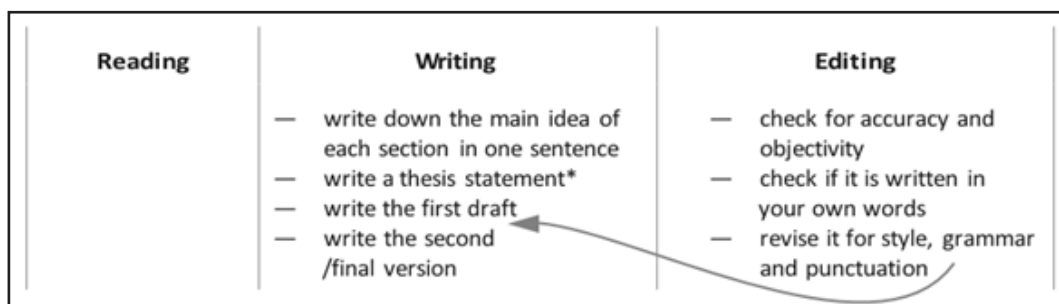 Reading
Writing
— write down the main idea of
each section in one sentence
— write a thesis statement*
— write the first draft
— write the second
/final version
Editing
— check for accuracy and
objectivity
— check if it is written in
your own words
— revise it for style, grammar
and punctuation